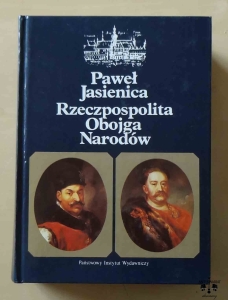 Paweł
Jasienica
Rzeczpospolita
Obojga
Narodów
Państwowy Instytut Wydawniczy